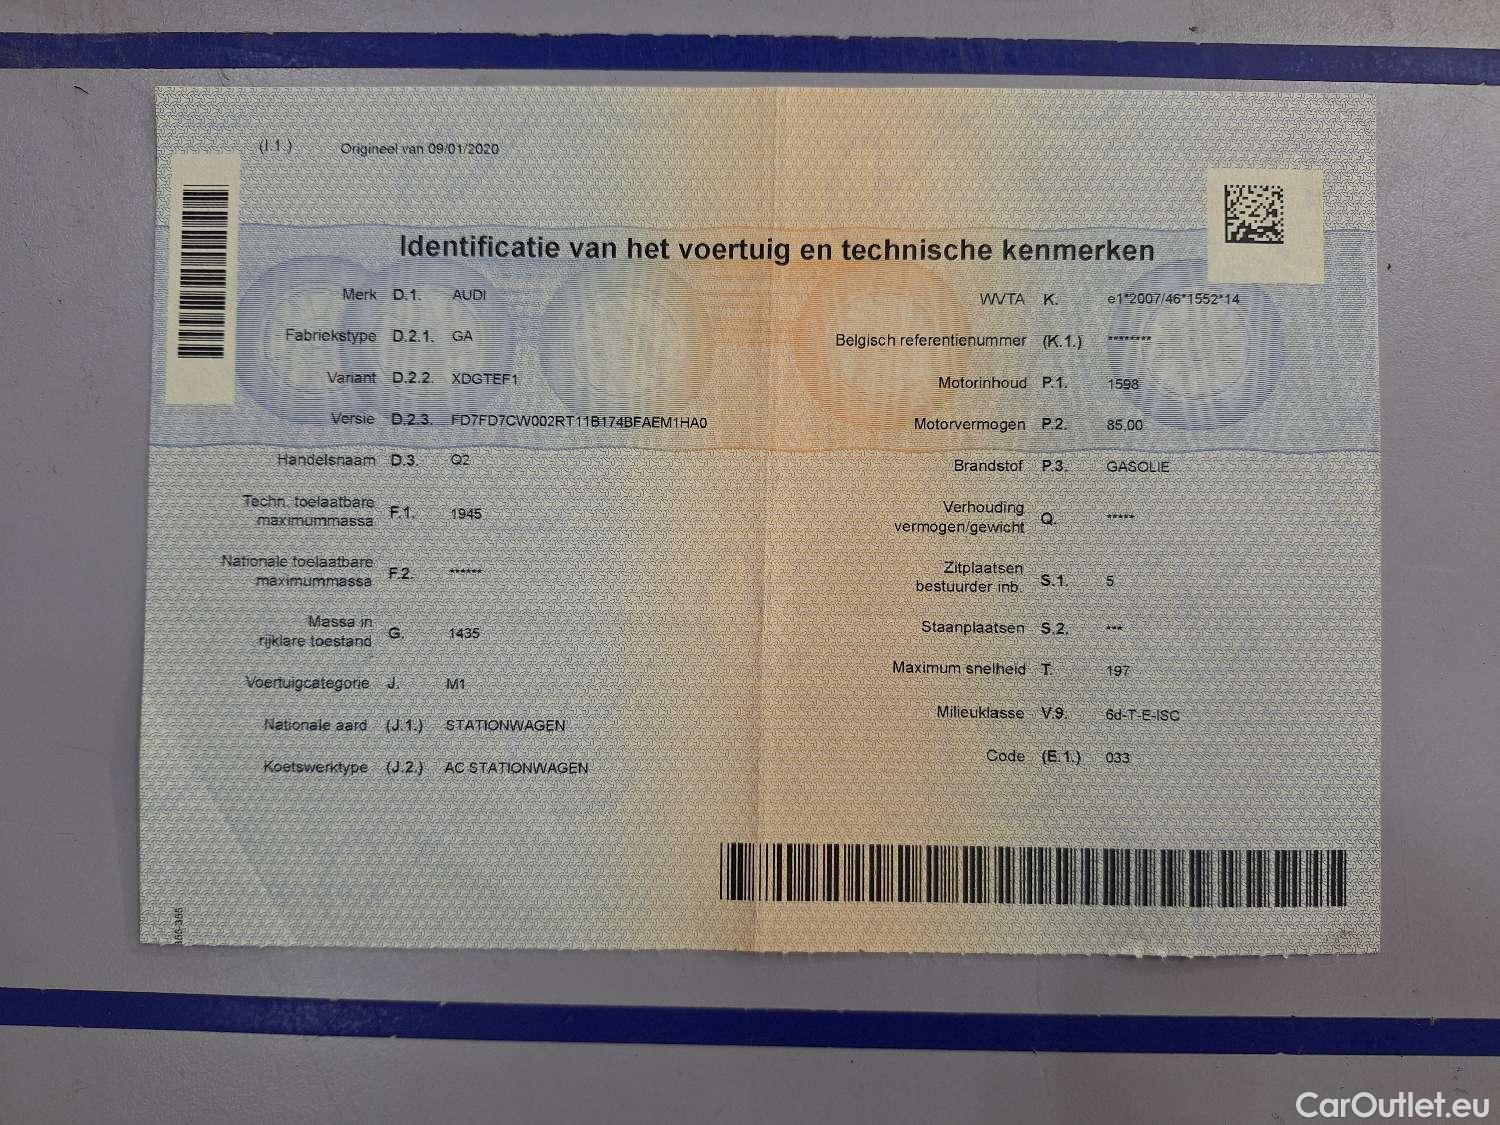 (I.1.) Origineel van 09/01/2020
Identificatie van het voertuig en technische kenmerken
Merk D.1. AUDI
Fabriekstype D.2.1. GA
Variant D.2.2. XDGTEF1
Versie D.2.3. FD7FD7CW002RT11B174BFAEM1HA0
Handelsnaam D.3. Q2
Techn. toelaatbare
maximummassa F.1. 1945
Nationale toelaatbare
maximummassa F.2. ******
Massa in
rijklare toestand G. 1435
Voertuigcategorie J. M1
Nationale aard (J.1.) STATIONWAGEN
Koetswerktype (J.2.) AC STATIONWAGEN
WVTA K. e1*2007/46*1552*14
Belgisch referentienummer (K.1.) ********
Motorinhoud P.1. 1598
Motorvermogen P.2. 85,00
Brandstof P.3. GASOLIE
Verhouding
vermogen/gewicht Q. *****
Zitplaatsen
bestuurder inb. S.1. 5
Staanplaatsen S.2. ***
Maximum snelheid T. 197
Milieuklasse V.9. 6d-T-E-ISC
Code (E.1.) 033
CarOutlet.eu